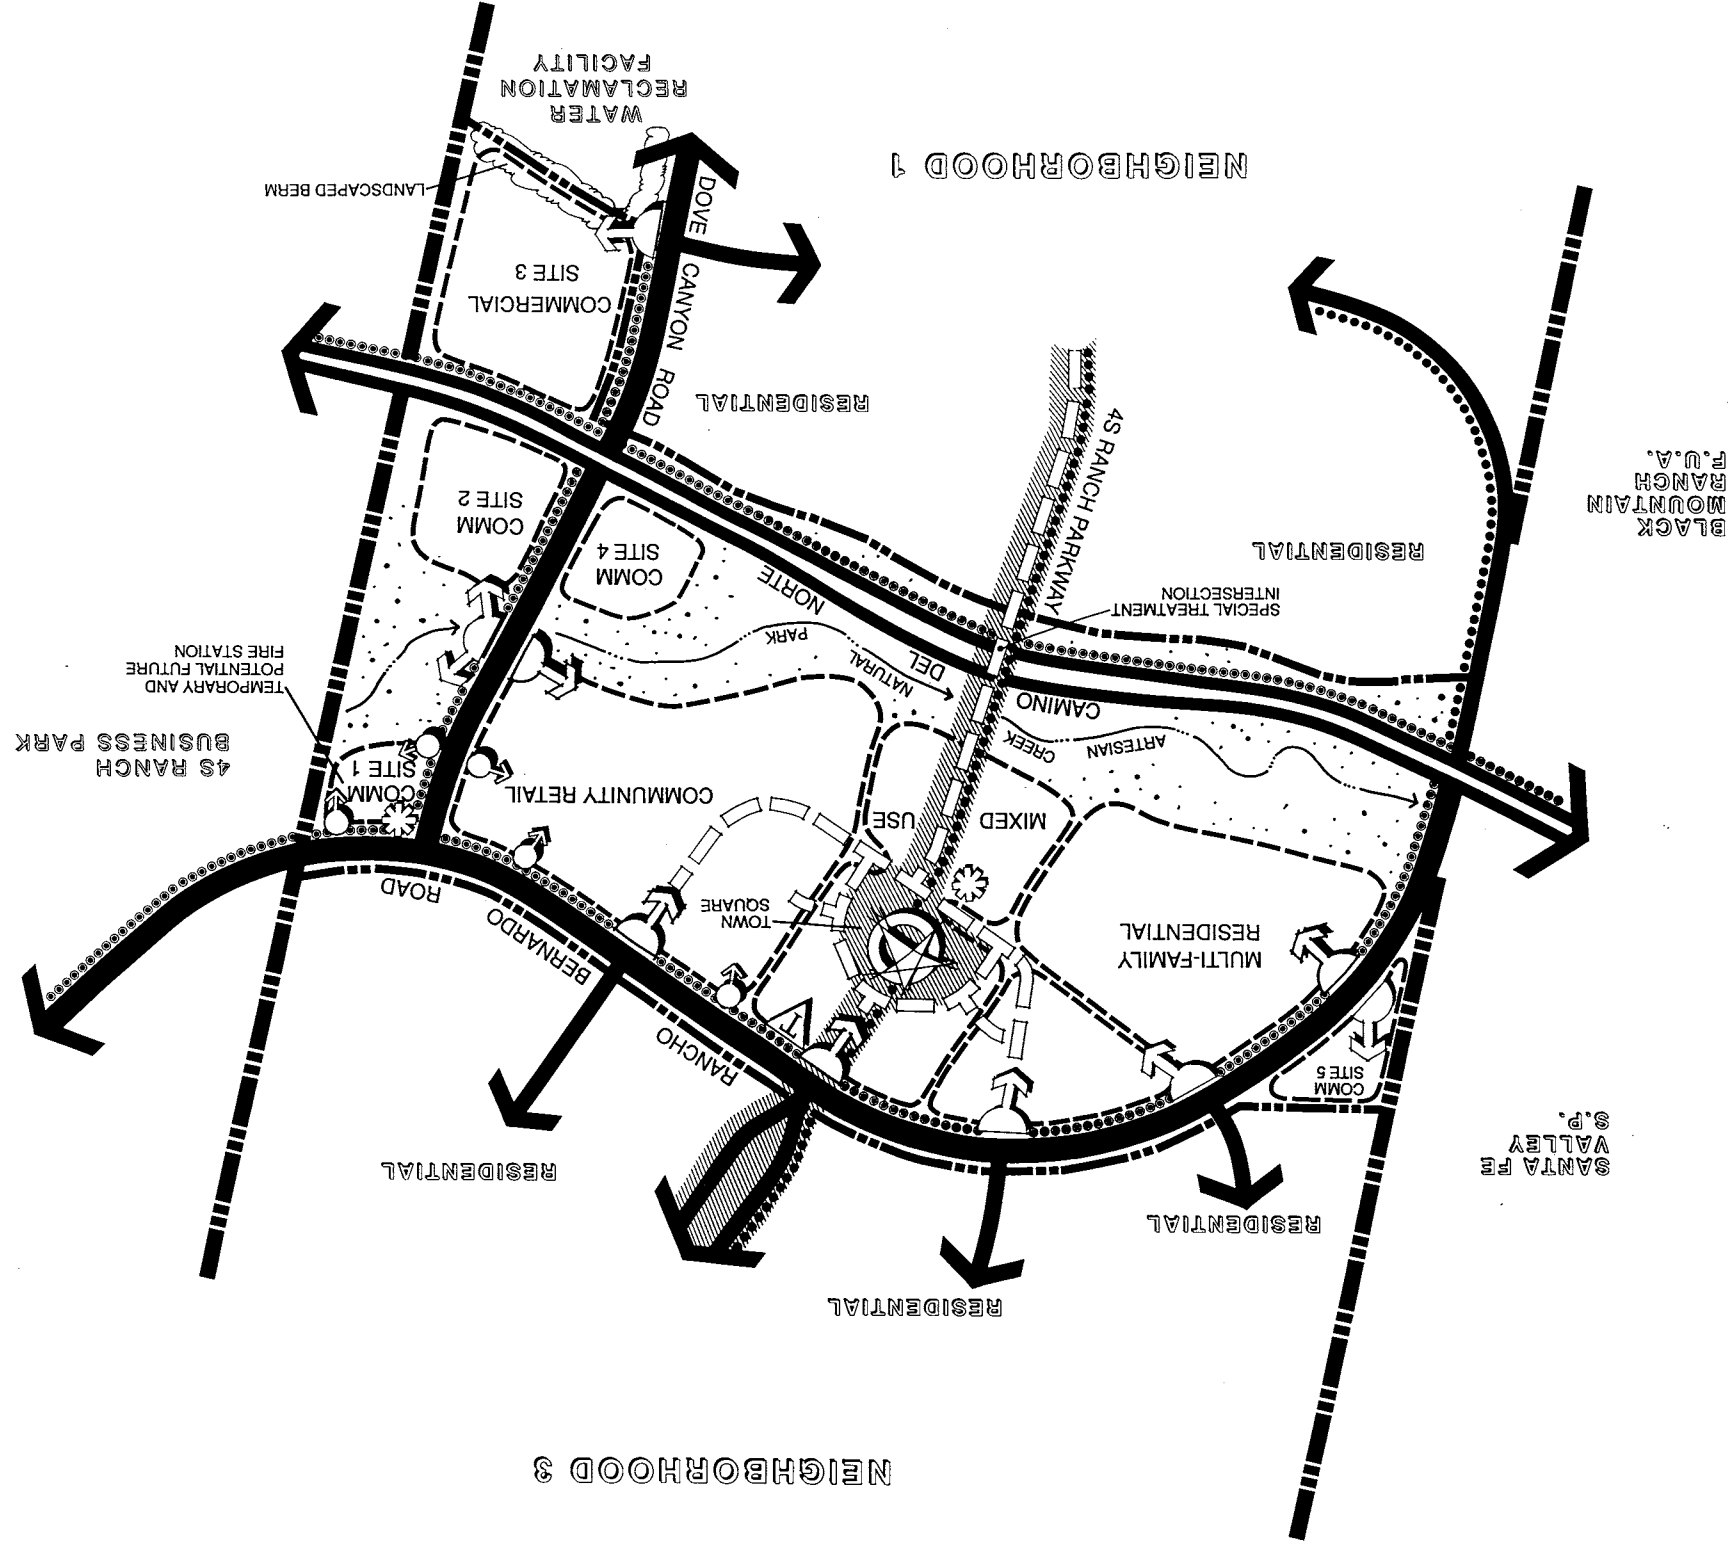 NEIGHBORHOOD 3
RESIDENTIAL
RESIDENTIAL
RESIDENTIAL
SANTA FE
VALLEY
S.P.
COMM
SITE 5
RANCHO
BERNARDO
ROAD
T
MULTI-FAMILY
RESIDENTIAL
TOWN
SQUARE
MIXED
USE
COMMUNITY RETAIL
COMM
SITE 1
4S RANCH
BUSINESS PARK
TEMPORARY AND
POTENTIAL FUTURE
FIRE STATION
ARTESIAN
CREEK
NATURAL
PARK
CAMINO
DEL
NORTE
SPECIAL TREATMENT
INTERSECTION
4S RANCH PARKWAY
COMM
SITE 4
COMM
SITE 2
BLACK
MOUNTAIN
RANCH
F.U.A.
RESIDENTIAL
RESIDENTIAL
DOVE CANYON ROAD
COMMERCIAL
SITE 3
LANDSCAPED BERM
NEIGHBORHOOD 1
WATER
RECLAMATION
FACILITY